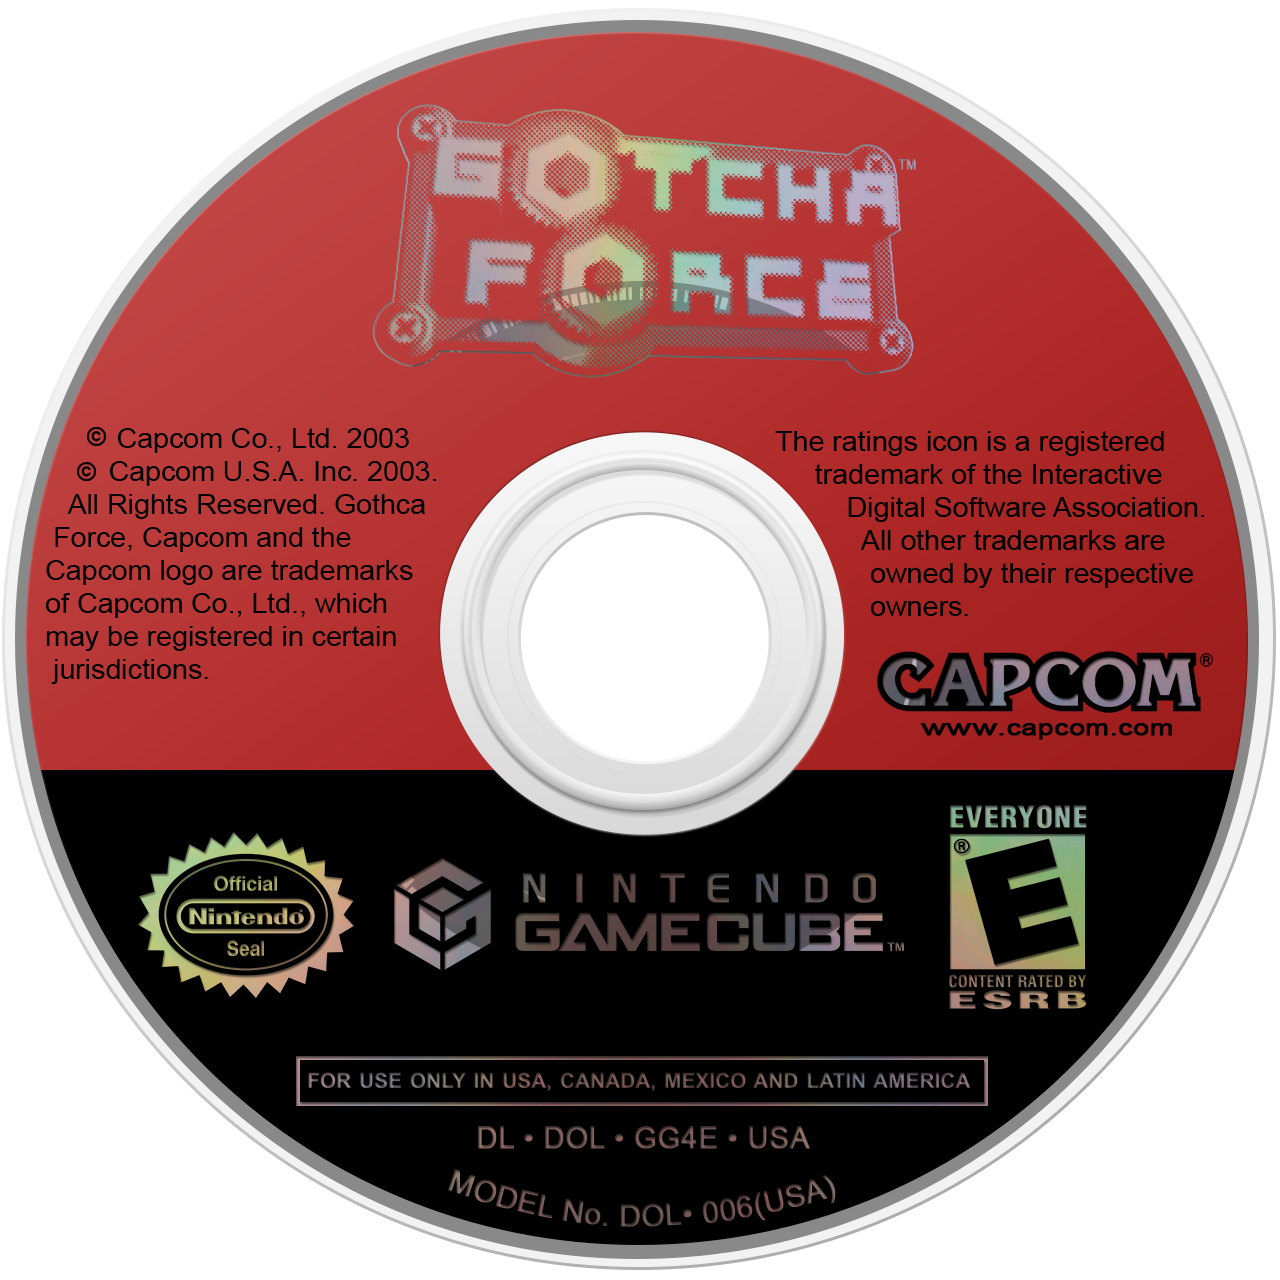 GOTCHA™
FORCE
© Capcom Co., Ltd. 2003
© Capcom U.S.A. Inc. 2003.
All Rights Reserved. Gothca
Force, Capcom and the
Capcom logo are trademarks
of Capcom Co., Ltd., which
may be registered in certain
jurisdictions.
The ratings icon is a registered
trademark of the Interactive
Digital Software Association.
All other trademarks are
owned by their respective
owners.
CAPCOM®
www.capcom.com
Official
Nintendo®
Seal
NINTENDO
GAMECUBE™
EVERYONE
®
E
CONTENT RATED BY
ESRB
FOR USE ONLY IN USA, CANADA, MEXICO AND LATIN AMERICA
DL • DOL • GG4E • USA
MODEL No. DOL• 006(USA)